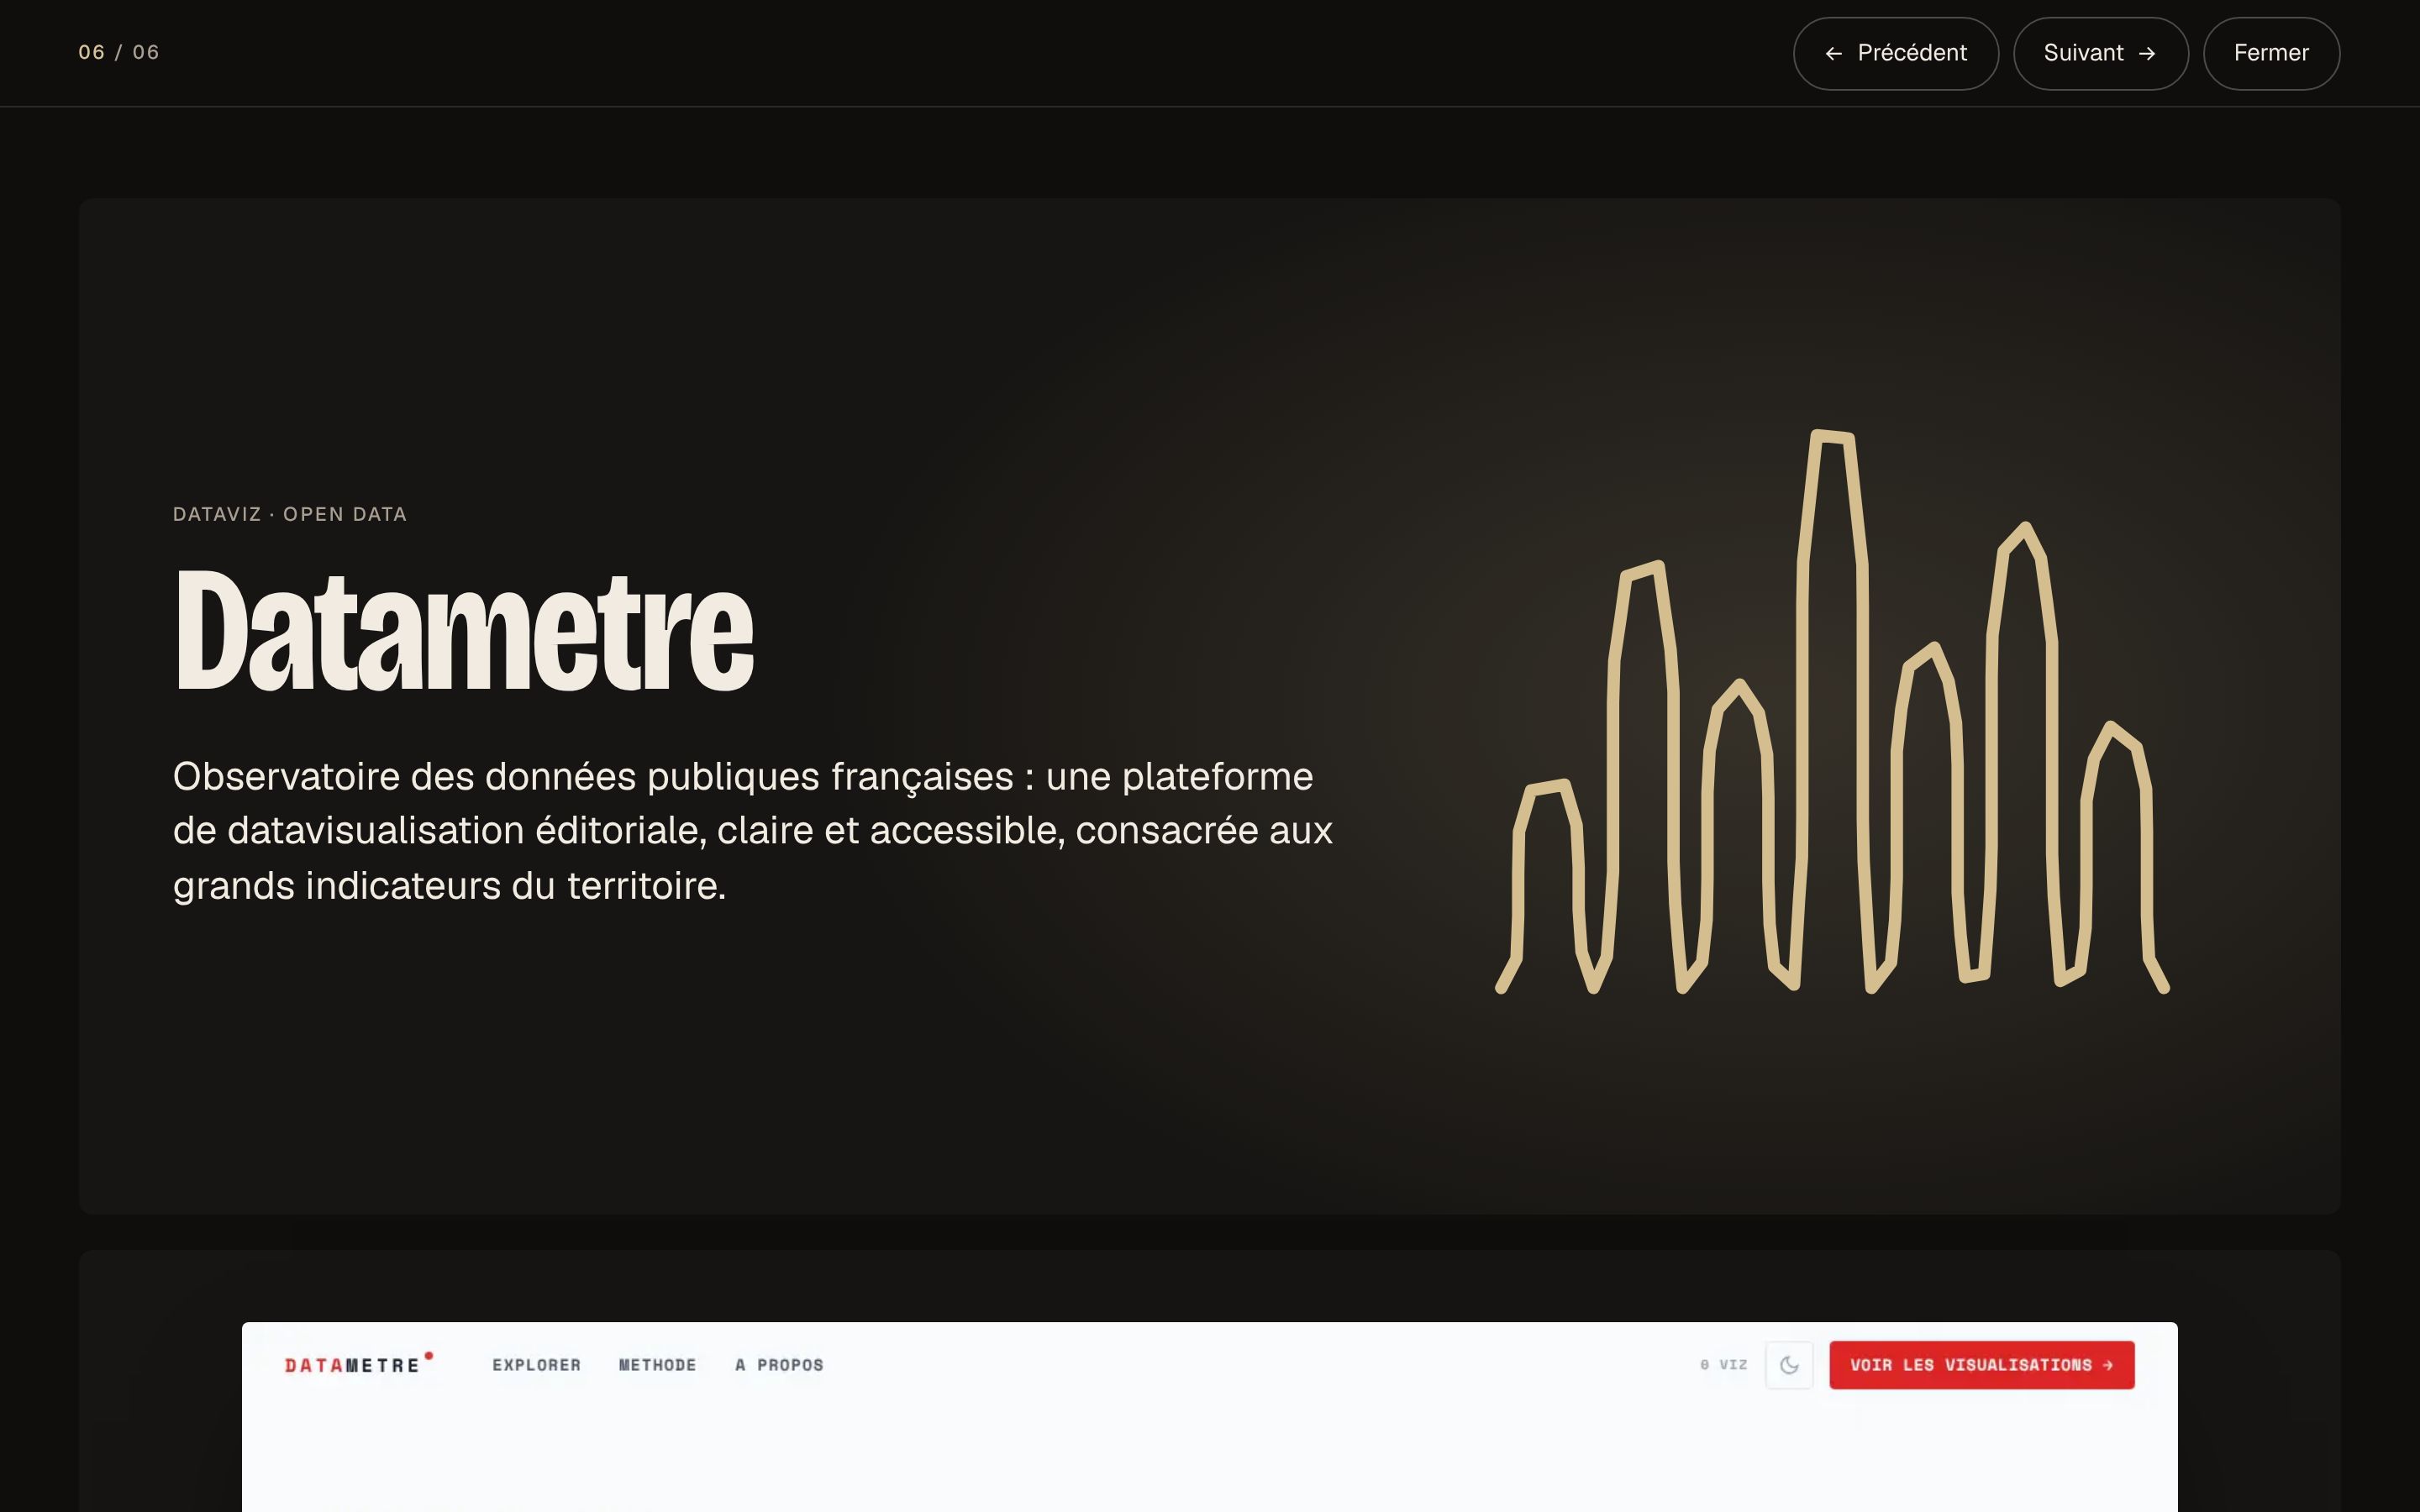 06 / 06
← Précédent
Suivant →
Fermer
DATAVIZ · OPEN DATA
Datametre
Observatoire des données publiques françaises : une plateforme
de datavisualisation éditoriale, claire et accessible, consacrée aux
grands indicateurs du territoire.
DATAMETRE
EXPLORER
METHODE
A PROPOS
0 VIZ
VOIR LES VISUALISATIONS →